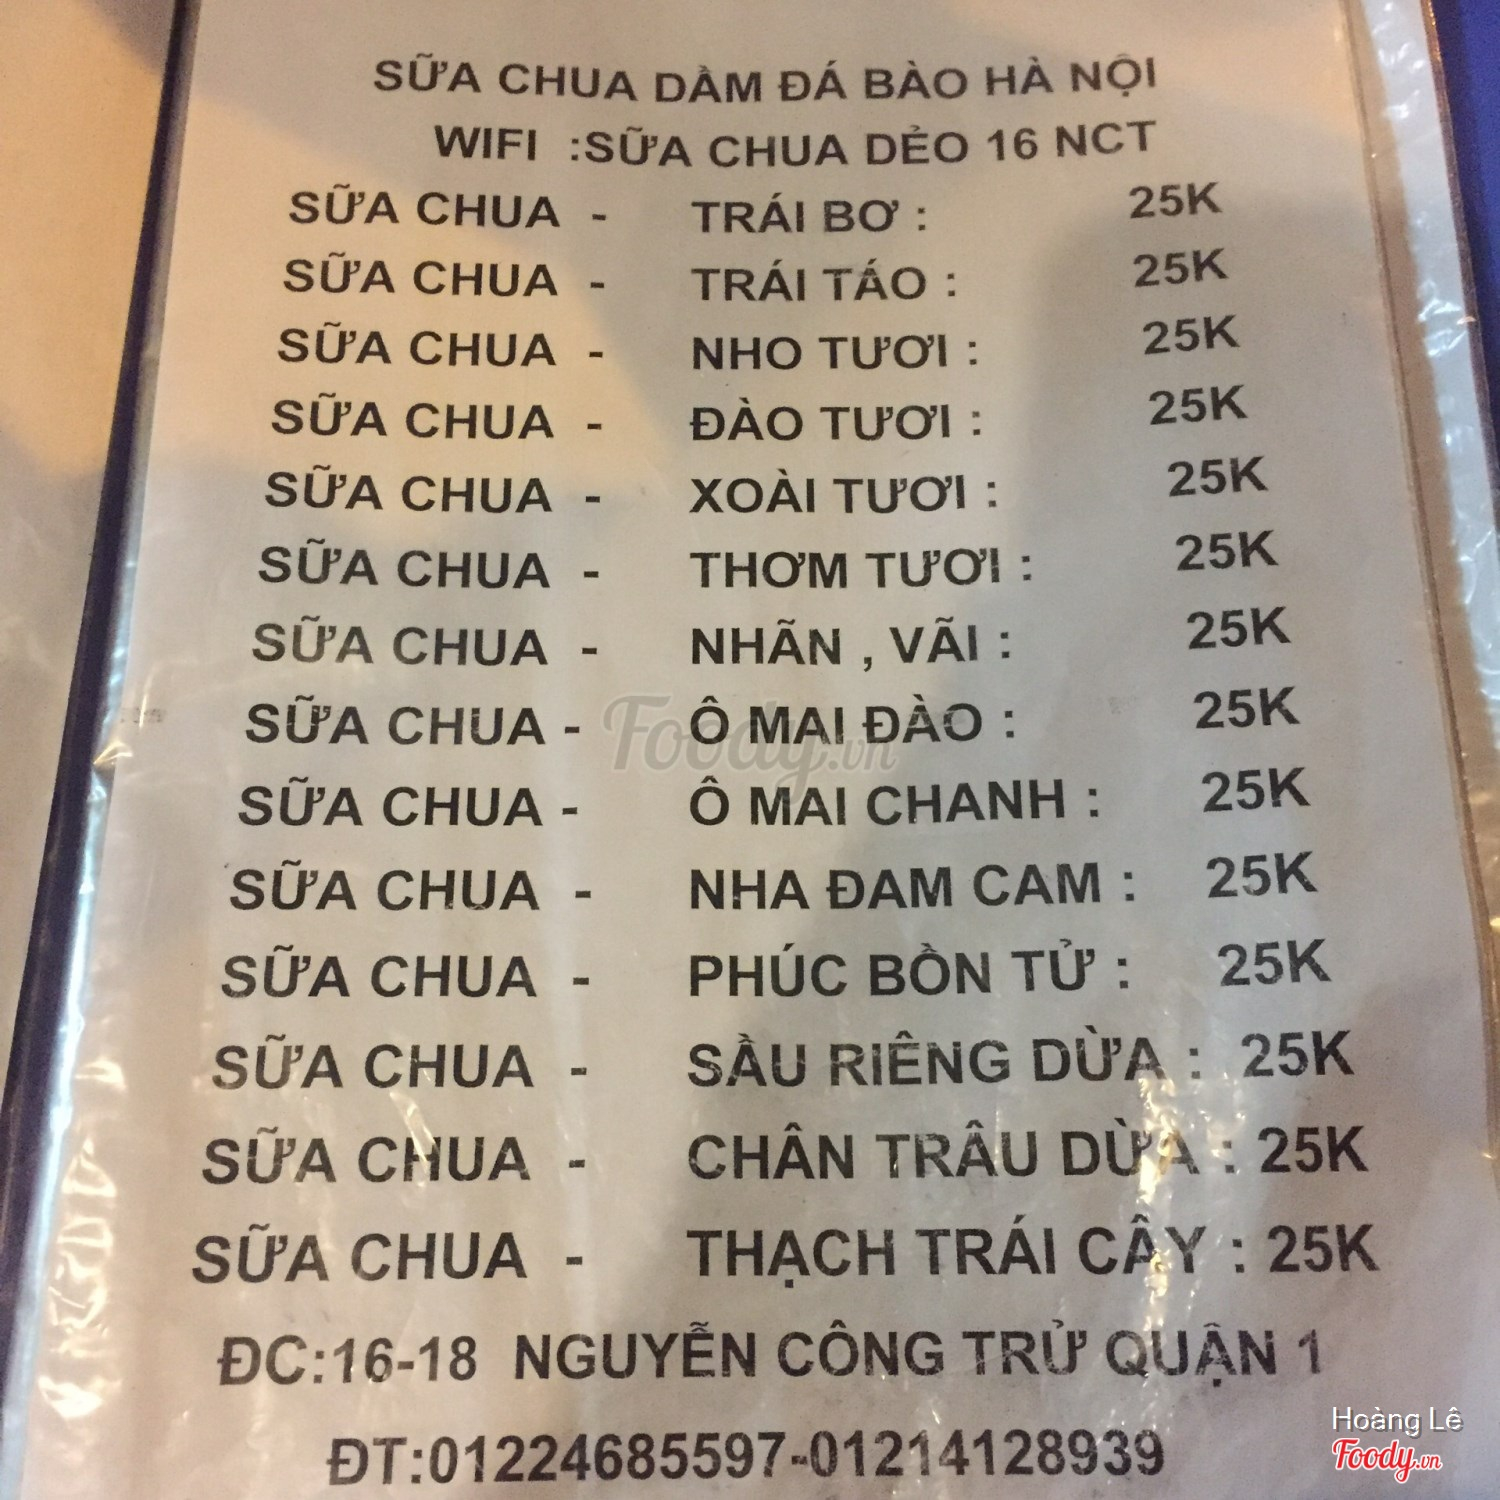 SỮA CHUA DẦM ĐÁ BÀO HÀ NỘI
WIFI :SỮA CHUA DẺO 16 NCT
SỮA CHUA - TRÁI BƠ : 25K
SỮA CHUA - TRÁI TÁO : 25K
SỮA CHUA - NHO TƯƠI : 25K
SỮA CHUA - ĐÀO TƯƠI : 25K
SỮA CHUA - XOÀI TƯƠI : 25K
SỮA CHUA - THƠM TƯƠI : 25K
SỮA CHUA - NHÃN , VÃI : 25K
SỮA CHUA - Ô MAI ĐÀO : 25K
SỮA CHUA - Ô MAI CHANH : 25K
SỮA CHUA - NHA ĐAM CAM : 25K
SỮA CHUA - PHÚC BỒN TỬ : 25K
SỮA CHUA - SẦU RIÊNG DỪA : 25K
SỮA CHUA - CHÂN TRÂU DỪA : 25K
SỮA CHUA - THẠCH TRÁI CÂY : 25K
ĐC:16-18 NGUYỄN CÔNG TRỬ QUẬN 1
ĐT:01224685597-01214128939
Foody.vn
Hoàng Lê
Foody.vn